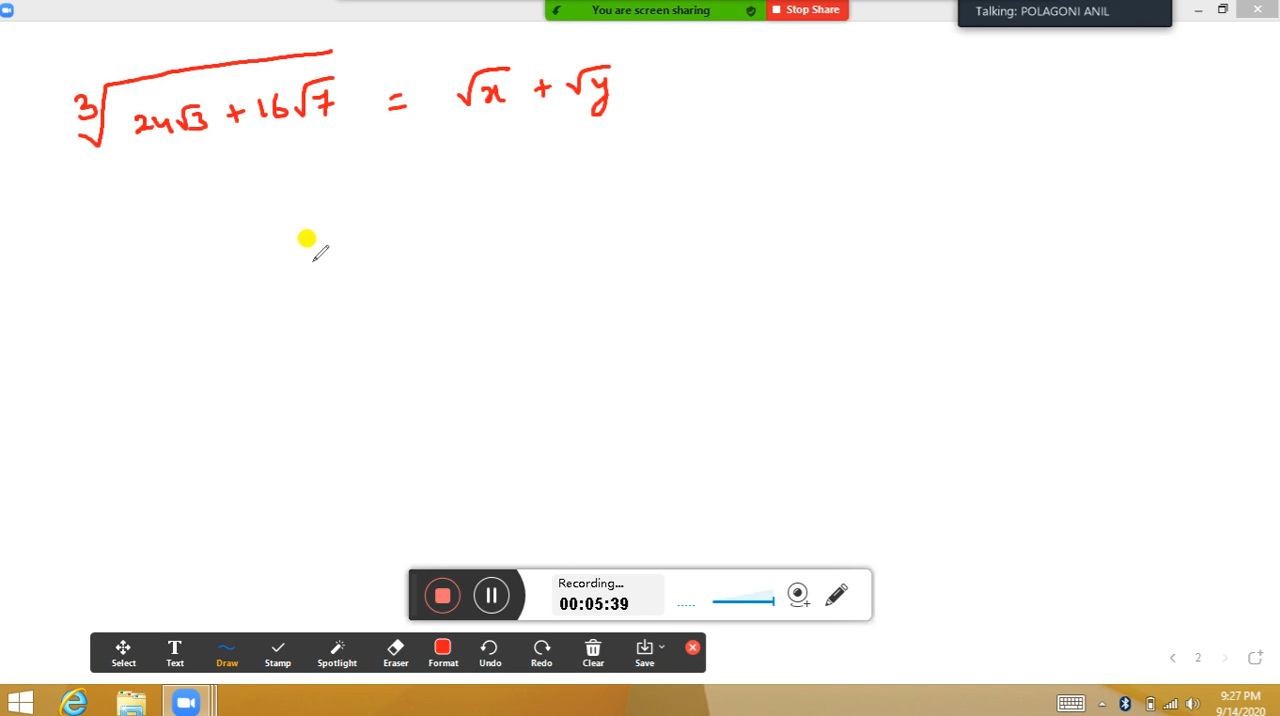 You are screen sharing Stop Share Talking: POLAGONI ANIL
∛(24√3 + 16√7) = √x + √y
Recording...
00:05:39
Select Text Draw Stamp Spotlight Eraser Format Undo Redo Clear Save
2
9:27 PM
9/14/2020